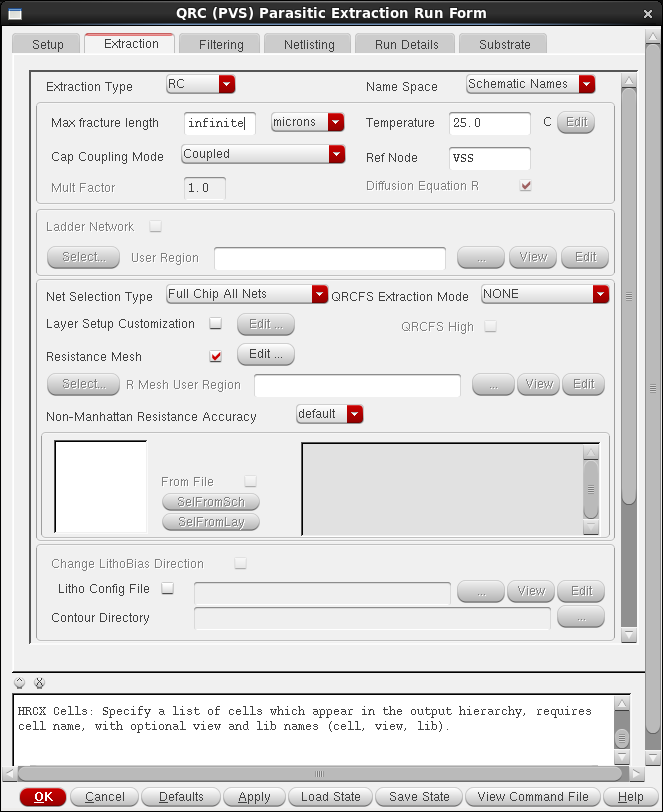 QRC (PVS) Parasitic Extraction Run Form
Setup Extraction Filtering Netlisting Run Details Substrate
Extraction Type RC Name Space Schematic Names
Max fracture length infinite microns Temperature 25.0 C Edit
Cap Coupling Mode Coupled Ref Node VSS
Mult Factor 1.0 Diffusion Equation R
Ladder Network
Select... User Region ... View Edit
Net Selection Type Full Chip All Nets QRCFS Extraction Mode NONE
Layer Setup Customization Edit ... QRCFS High
Resistance Mesh Edit ...
Select... R Mesh User Region ... View Edit
Non-Manhattan Resistance Accuracy default
From File
SelFromSch
SelFromLay
Change LithoBias Direction
Litho Config File ... View Edit
Contour Directory ...
HRCX Cells: Specify a list of cells which appear in the output hierarchy, requires
cell name, with optional view and lib names (cell, view, lib).
OK Cancel Defaults Apply Load State Save State View Command File Help